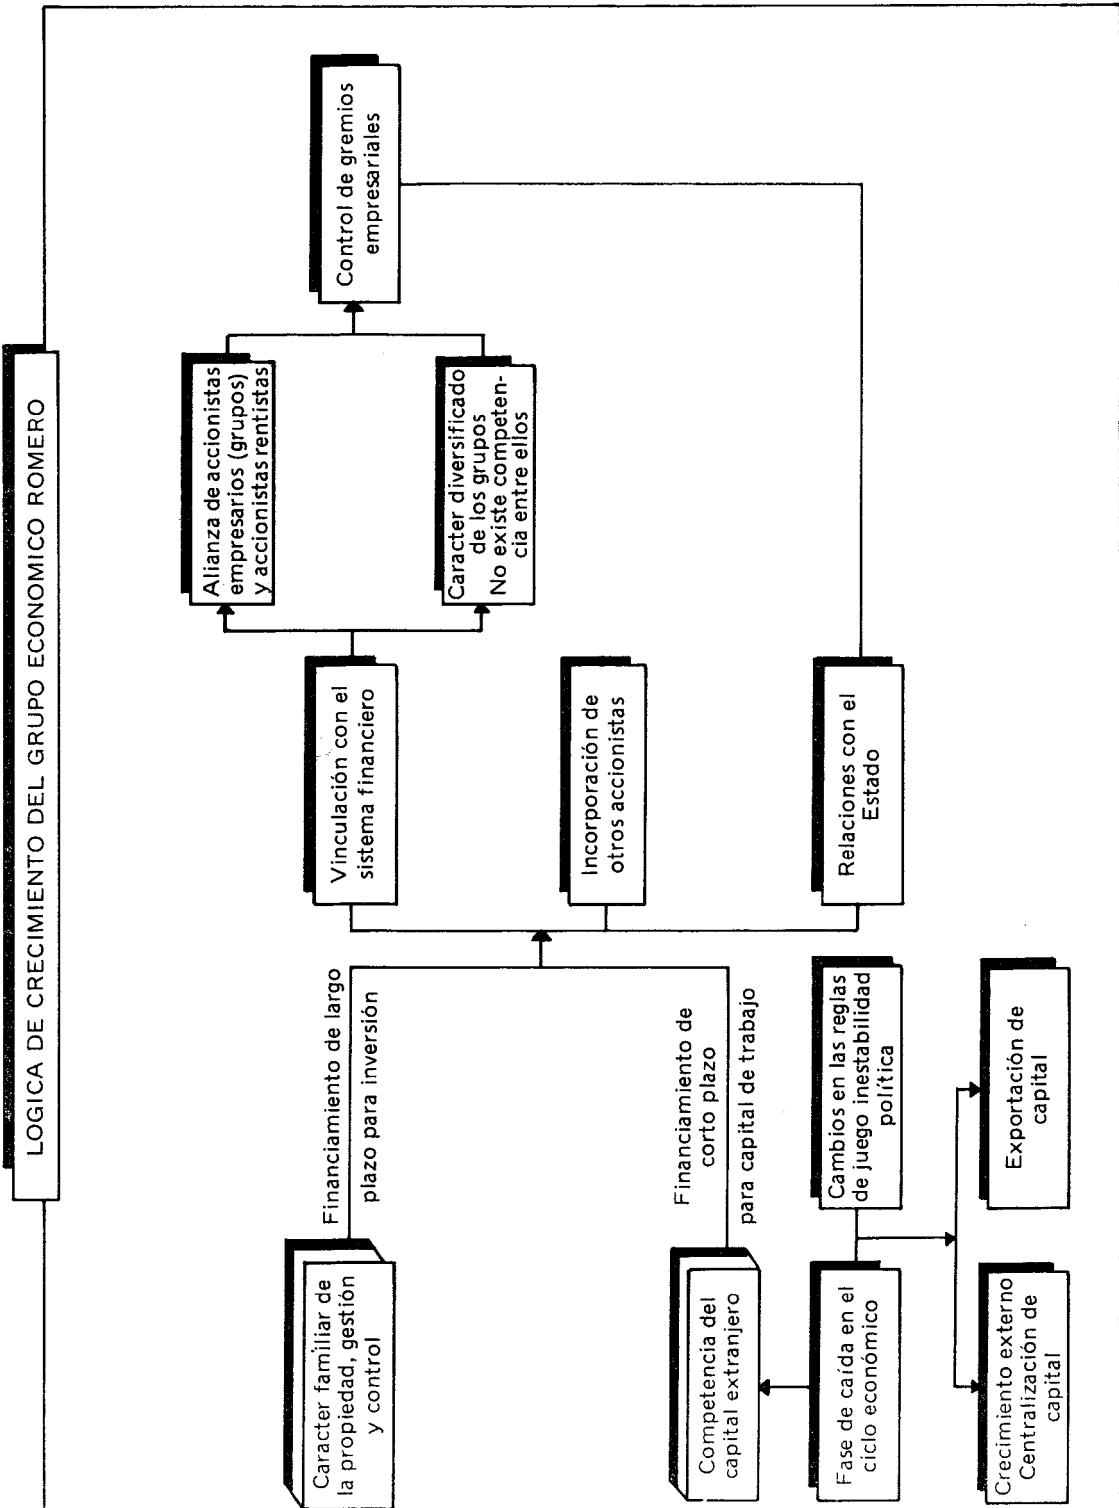 LOGICA DE CRECIMIENTO DEL GRUPO ECONOMICO ROMERO
Caracter familiar de
la propiedad, gestión
y control
Financiamiento de largo
plazo para inversión
Vinculación con el
sistema financiero
Alianza de accionistas
empresarios (grupos)
y accionistas rentistas
Caracter diversificado
de los grupos
No existe competen-
cia entre ellos
Control de gremios
empresariales
Incorporación de
otros accionistas
Competencia del
capital extranjero
Financiamiento de
corto plazo
para capital de trabajo
Relaciones con el
Estado
Fase de caída en el
ciclo económico
Cambios en las reglas
de juego inestabilidad
política
Crecimiento externo
Centralización de
capital
Exportación de
capital